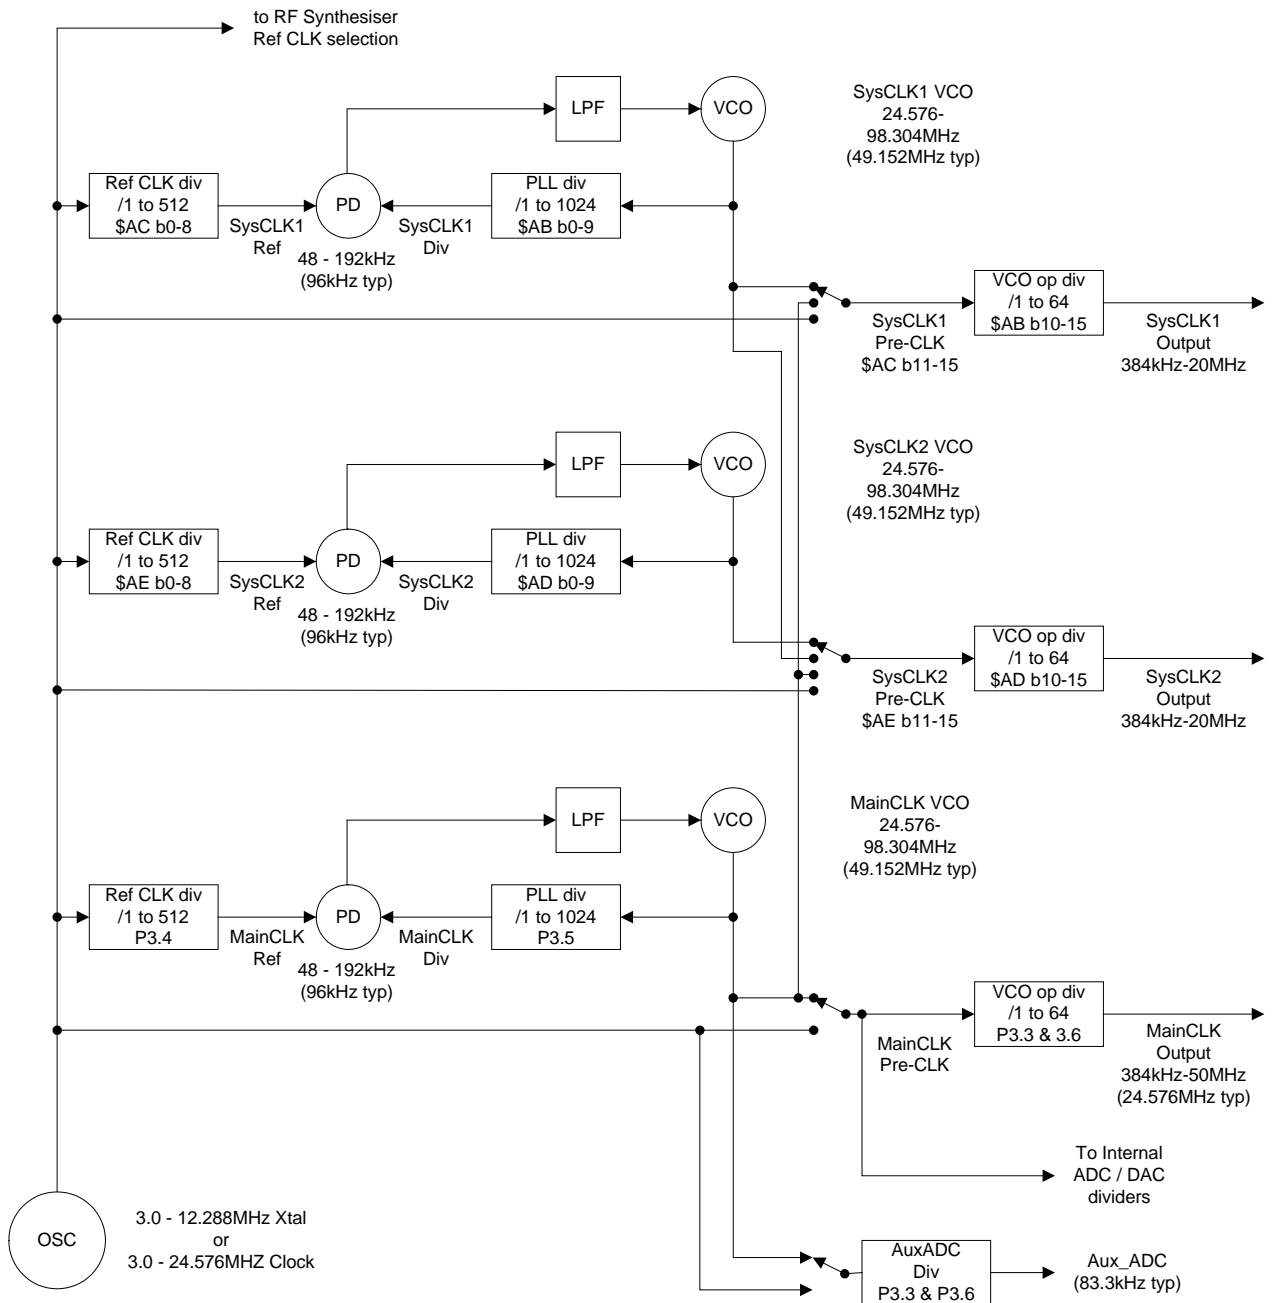 to RF Synthesiser
Ref CLK selection
LPF
VCO
SysCLK1 VCO
24.576-
98.304MHz
(49.152MHz typ)
Ref CLK div
/1 to 512
$AC b0-8
SysCLK1
Ref
PD
48 - 192kHz
(96kHz typ)
SysCLK1
Div
PLL div
/1 to 1024
$AB b0-9
SysCLK1
Pre-CLK
$AC b11-15
VCO op div
/1 to 64
$AB b10-15
SysCLK1
Output
384kHz-20MHz
LPF
VCO
SysCLK2 VCO
24.576-
98.304MHz
(49.152MHz typ)
Ref CLK div
/1 to 512
$AE b0-8
SysCLK2
Ref
PD
48 - 192kHz
(96kHz typ)
SysCLK2
Div
PLL div
/1 to 1024
$AD b0-9
SysCLK2
Pre-CLK
$AE b11-15
VCO op div
/1 to 64
$AD b10-15
SysCLK2
Output
384kHz-20MHz
LPF
VCO
MainCLK VCO
24.576-
98.304MHz
(49.152MHz typ)
Ref CLK div
/1 to 512
P3.4
MainCLK
Ref
PD
48 - 192kHz
(96kHz typ)
MainCLK
Div
PLL div
/1 to 1024
P3.5
MainCLK
Pre-CLK
VCO op div
/1 to 64
P3.3 & 3.6
MainCLK
Output
384kHz-50MHz
(24.576MHz typ)
To Internal
ADC / DAC
dividers
OSC
3.0 - 12.288MHz Xtal
or
3.0 - 24.576MHZ Clock
AuxADC
Div
P3.3 & P3.6
Aux_ADC
(83.3kHz typ)